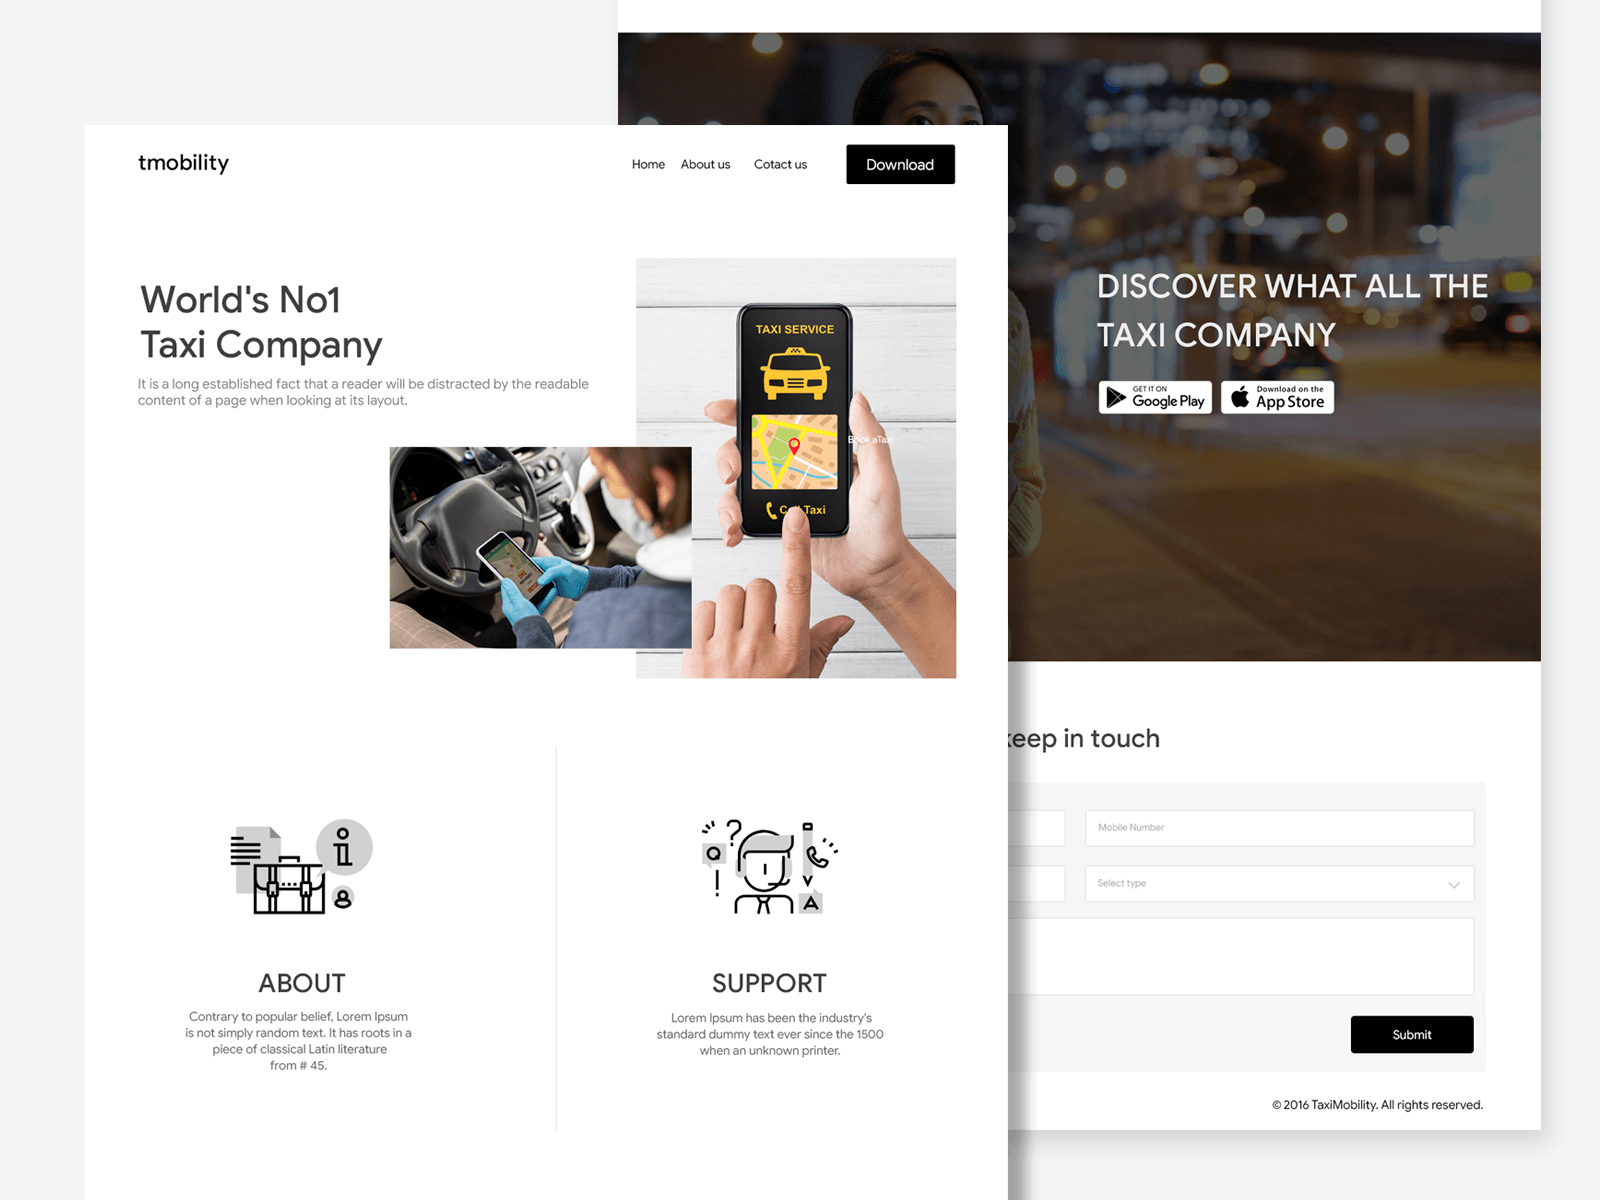 tmobility
Home
About us
Cotact us
Download
World's No1
Taxi Company
It is a long established fact that a reader will be distracted by the readable
content of a page when looking at its layout.
TAXI SERVICE
Book aTaxi
Taxi
ABOUT
Contrary to popular belief, Lorem Ipsum
is not simply random text. It has roots in a
piece of classical Latin literature
from # 45.
SUPPORT
Lorem Ipsum has been the industry's
standard dummy text ever since the 1500
when an unknown printer.
Q
A
DISCOVER WHAT ALL THE
TAXI COMPANY
GET IT ON
Google Play
Download on the
App Store
keep in touch
Mobile Number
Select type
Submit
© 2016 TaxiMobility. All rights reserved.